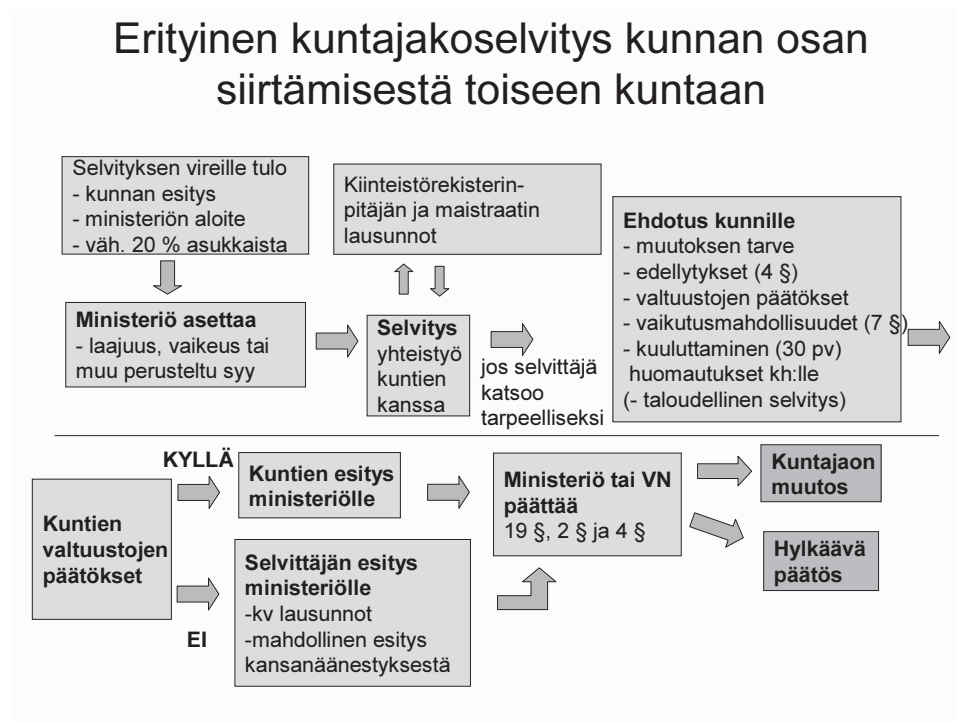 Erityinen kuntajakoselvitys kunnan osan
siirtämisestä toiseen kuntaan
Selvityksen vireille tulo
- kunnan esitys
- ministeriön aloite
- väh. 20 % asukkaista
Kiinteistörekisterin-
pitäjän ja maistraatin
lausunnot
Ministeriö asettaa
- laajuus, vaikeus tai
muu perusteltu syy
Selvitys
yhteistyö
kuntien
kanssa
jos selvittäjä
katsoo
tarpeelliseksi
Ehdotus kunnille
- muutoksen tarve
- edellytykset (4 §)
- valtuustojen päätökset
- vaikutusmahdollisuudet (7 §)
- kuuluttaminen (30 pv)
huomautukset kh:lle
(- taloudellinen selvitys)
Kuntien
valtuustojen
päätökset
KYLLÄ
Kuntien esitys
ministeriölle
EI
Selvittäjän esitys
ministeriölle
-kv lausunnot
-mahdollinen esitys
kansanäänestyksestä
Ministeriö tai VN
päättää
19 §, 2 § ja 4 §
Kuntajaon
muutos
Hylkäävä
päätös